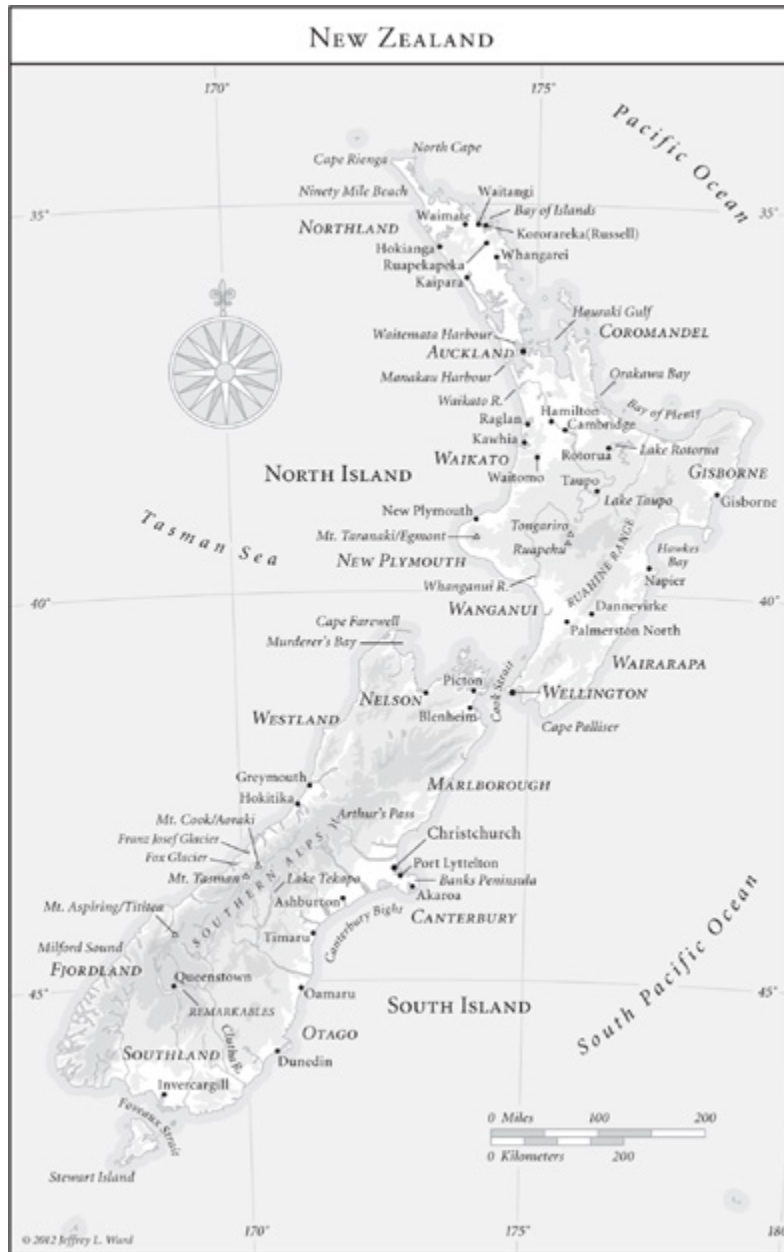 NEW ZEALAND
170°
175°
Pacific Ocean
North Cape
Cape Rienga
Ninety Mile Beach
Waitangi
35°
35°
Waimate
Bay of Islands
NORTHLAND
Kororareka(Russell)
Hokianga
Whangarei
Ruapekapeka
Kaipara
Hauraki Gulf
Waitemata Harbour
COROMANDEL
AUCKLAND
Manakau Harbour
Orakawa Bay
Waikato R.
Hamilton
Bay of Plenty
Raglan
Cambridge
Kawhia
Rotorua
Lake Rotorua
WAIKATO
NORTH ISLAND
Waitomo
GISBORNE
Taupo
Lake Taupo
Gisborne
New Plymouth
Tasman Sea
Tongariro
Mt. Taranaki/Egmont
Ruapehu
RUAHINE RANGE
Hawkes
Bay
NEW PLYMOUTH
Whanganui R.
Napier
40°
40°
WANGANUI
Dannevirke
Cape Farewell
Palmerston North
Murderer's Bay
WAIRARAPA
Picton
Cook Strait
NELSON
WELLINGTON
Blenheim
WESTLAND
Cape Palliser
Greymouth
MARLBOROUGH
Hokitika
Mt. Cook/Aoraki
Arthur's Pass
Franz Josef Glacier
Christchurch
Fox Glacier
SOUTHERN ALPS
Port Lyttelton
Mt. Tasman
Lake Tekapo
Banks Peninsula
Ashburton
Akaroa
Mt. Aspiring/Tititea
Canterbury Bight
CANTERBURY
Timaru
Milford Sound
FJORDLAND
Queenstown
South Pacific Ocean
45°
45°
Oamaru
SOUTH ISLAND
REMARKABLES
OTAGO
Clutha R.
SOUTHLAND
Dunedin
Invercargill
Foveaux Strait
0 Miles 100 200
0 Kilometers 200
Stewart Island
170°
175°
180
© 2012 Jeffrey L. Ward